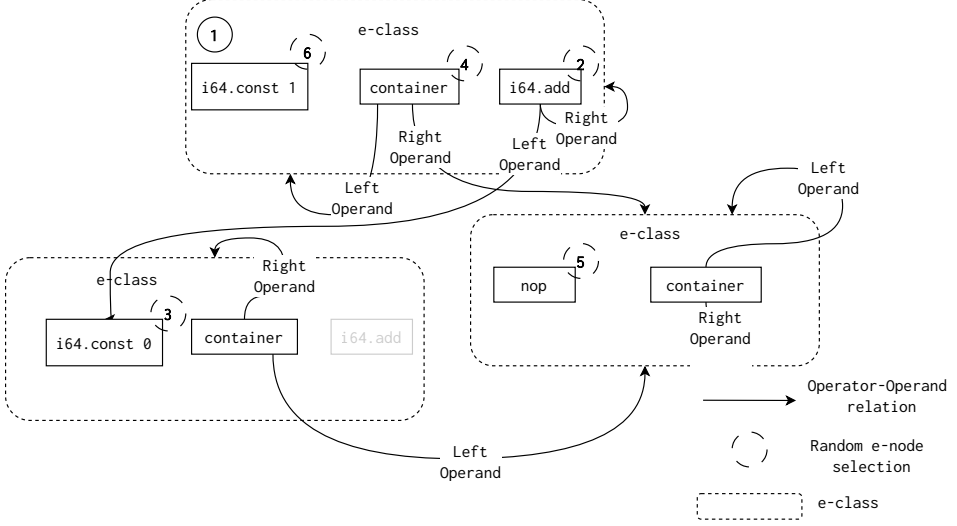 e-class
1
6
4
2
i64.const 1
container
i64.add
Right
Operand
Right
Operand
Left
Operand
Left
Operand
Left
Operand
e-class
5
nop
container
Right
Operand
e-class
Right
Operand
3
i64.const 0
container
i64.add
Left
Operand
Operator-Operand
relation
Random e-node
selection
e-class